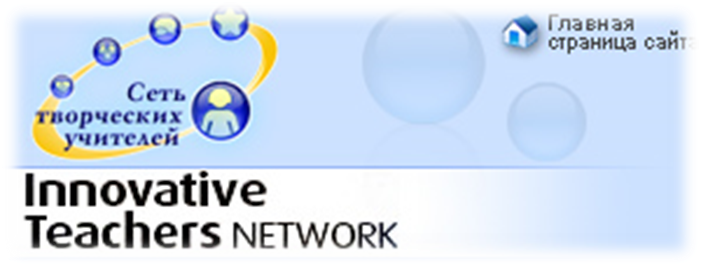 Главная
страница сайта
Сеть
творческих
учителей
Innovative
Teachers NETWORK